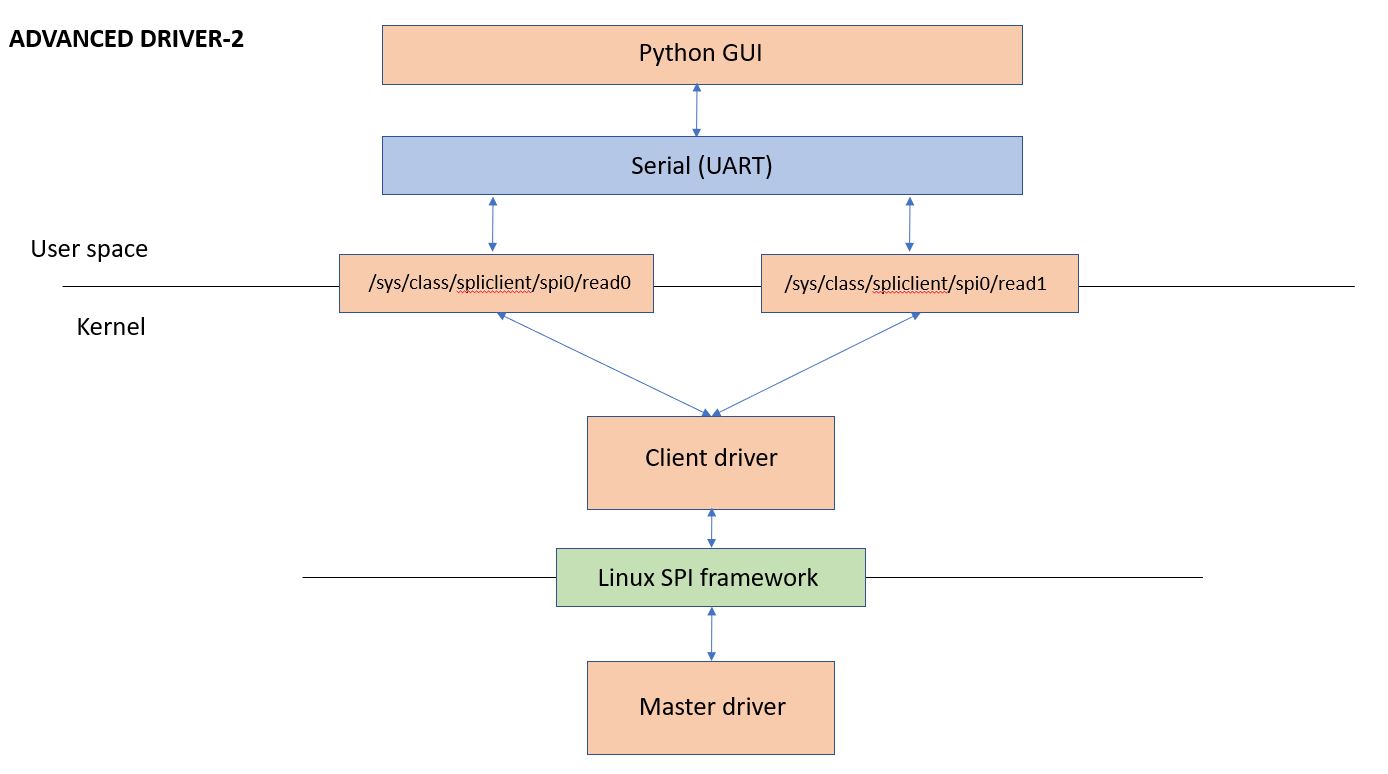 ADVANCED DRIVER-2
Python GUI
Serial (UART)
User space
/sys/class/spliclient/spi0/read0
/sys/class/spliclient/spi0/read1
Kernel
Client driver
Linux SPI framework
Master driver